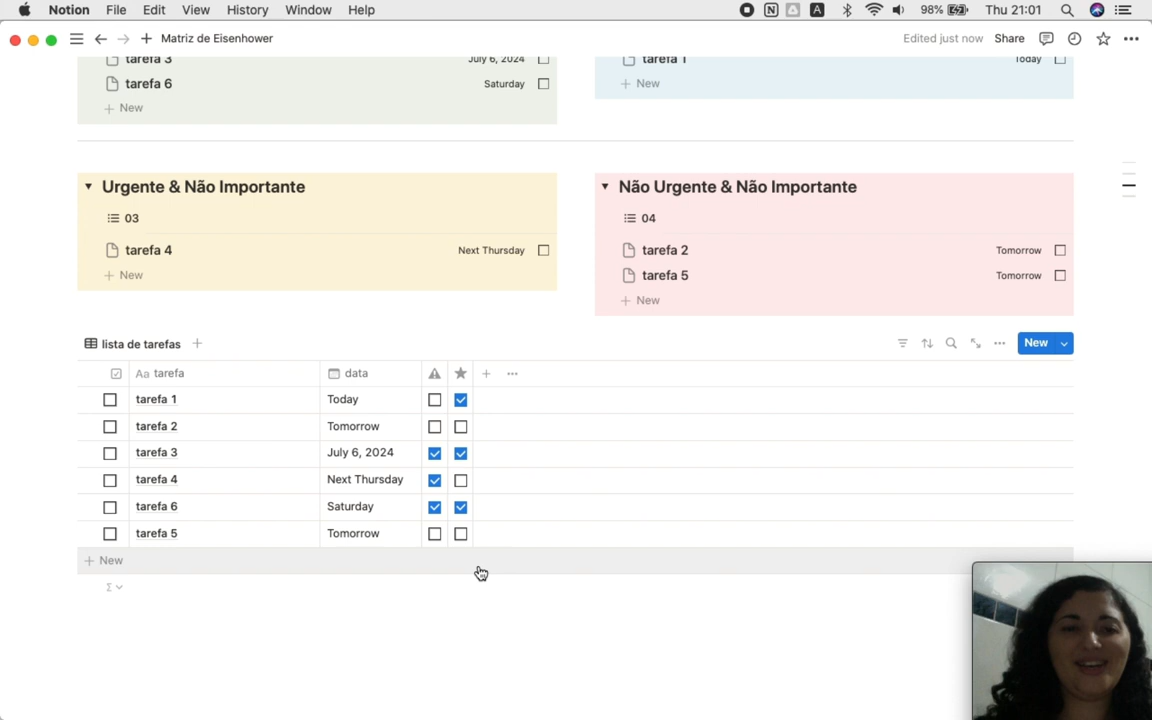 Notion File Edit View History Window Help 98% Thu 21:01
Matriz de Eisenhower Edited just now Share
tarefa 3 July 6, 2024
tarefa 6 Saturday
+ New
tarefa 1 Today
+ New
Urgente & Não Importante
03
tarefa 4 Next Thursday
+ New
Não Urgente & Não Importante
04
tarefa 2 Tomorrow
tarefa 5 Tomorrow
+ New
lista de tarefas + New
Aa tarefa data
tarefa 1 Today
tarefa 2 Tomorrow
tarefa 3 July 6, 2024
tarefa 4 Next Thursday
tarefa 6 Saturday
tarefa 5 Tomorrow
+ New
Σ